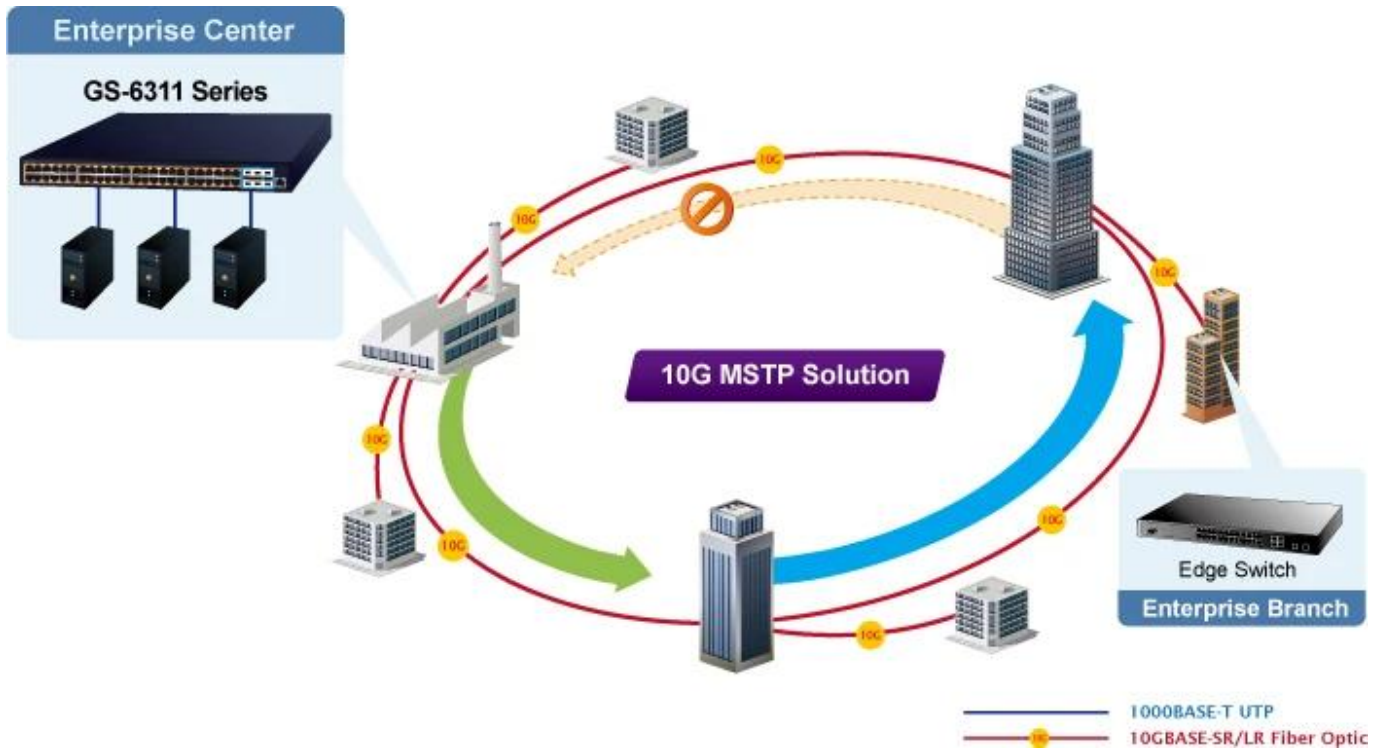 Enterprise Center
GS-6311 Series
10G
10G
10G
10G MSTP Solution
10G
10G
10G
10G
Edge Switch
Enterprise Branch
1000BASE-T UTP
10G
10GBASE-SR/LR Fiber Optic